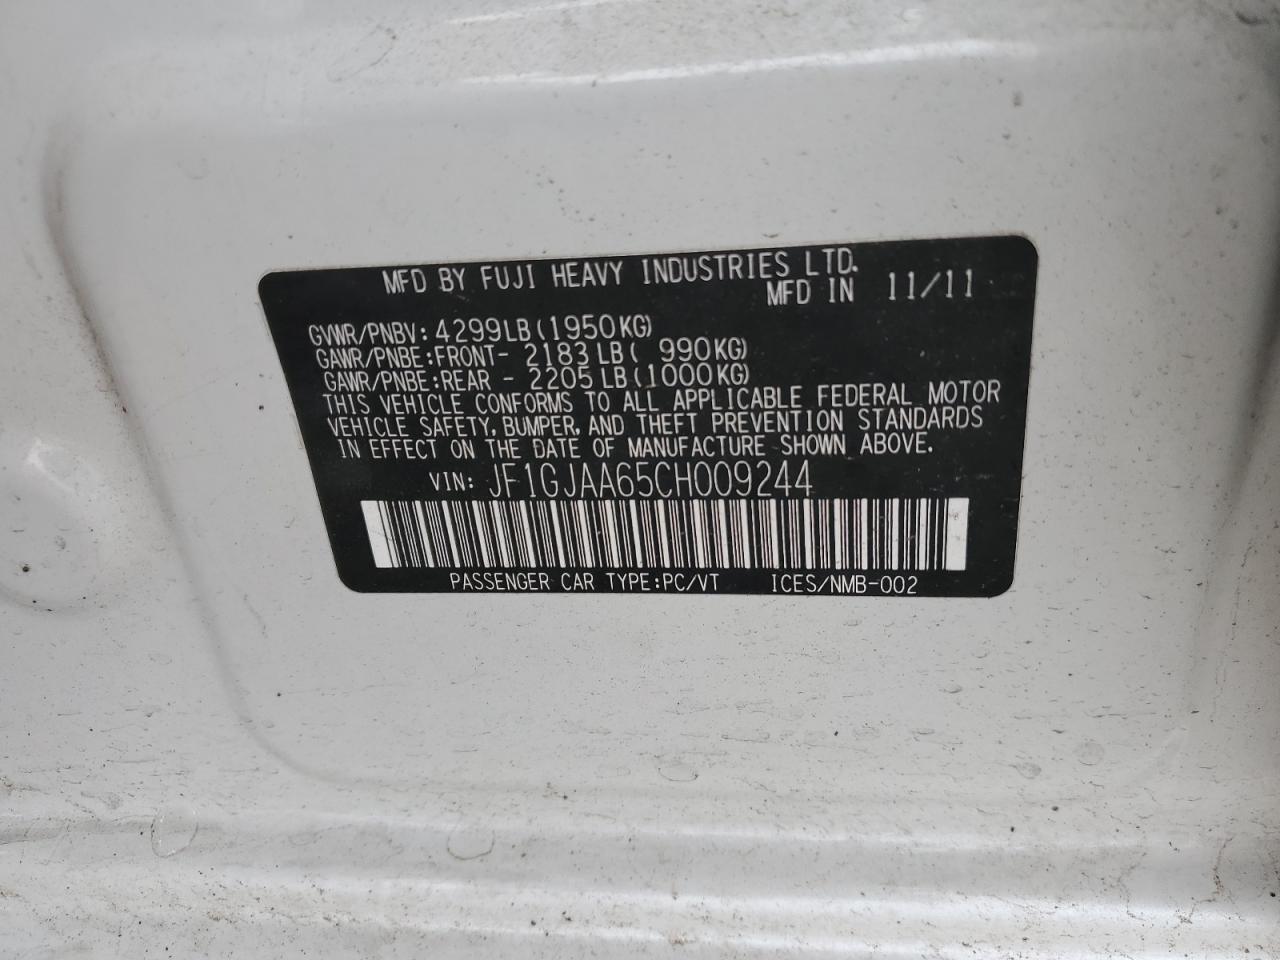 MFD BY FUJI HEAVY INDUSTRIES LTD.
MFD IN 11/11
GVWR/PNBV: 4299LB(1950KG)
GAWR/PNBE:FRONT- 2183LB( 990KG)
GAWR/PNBE:REAR - 2205LB(1000KG)
THIS VEHICLE CONFORMS TO ALL APPLICABLE FEDERAL MOTOR
VEHICLE SAFETY, BUMPER, AND THEFT PREVENTION STANDARDS
IN EFFECT ON THE DATE OF MANUFACTURE SHOWN ABOVE.
VIN: JF1GJAA65CH009244
PASSENGER CAR TYPE:PC/VT ICES/NMB-002